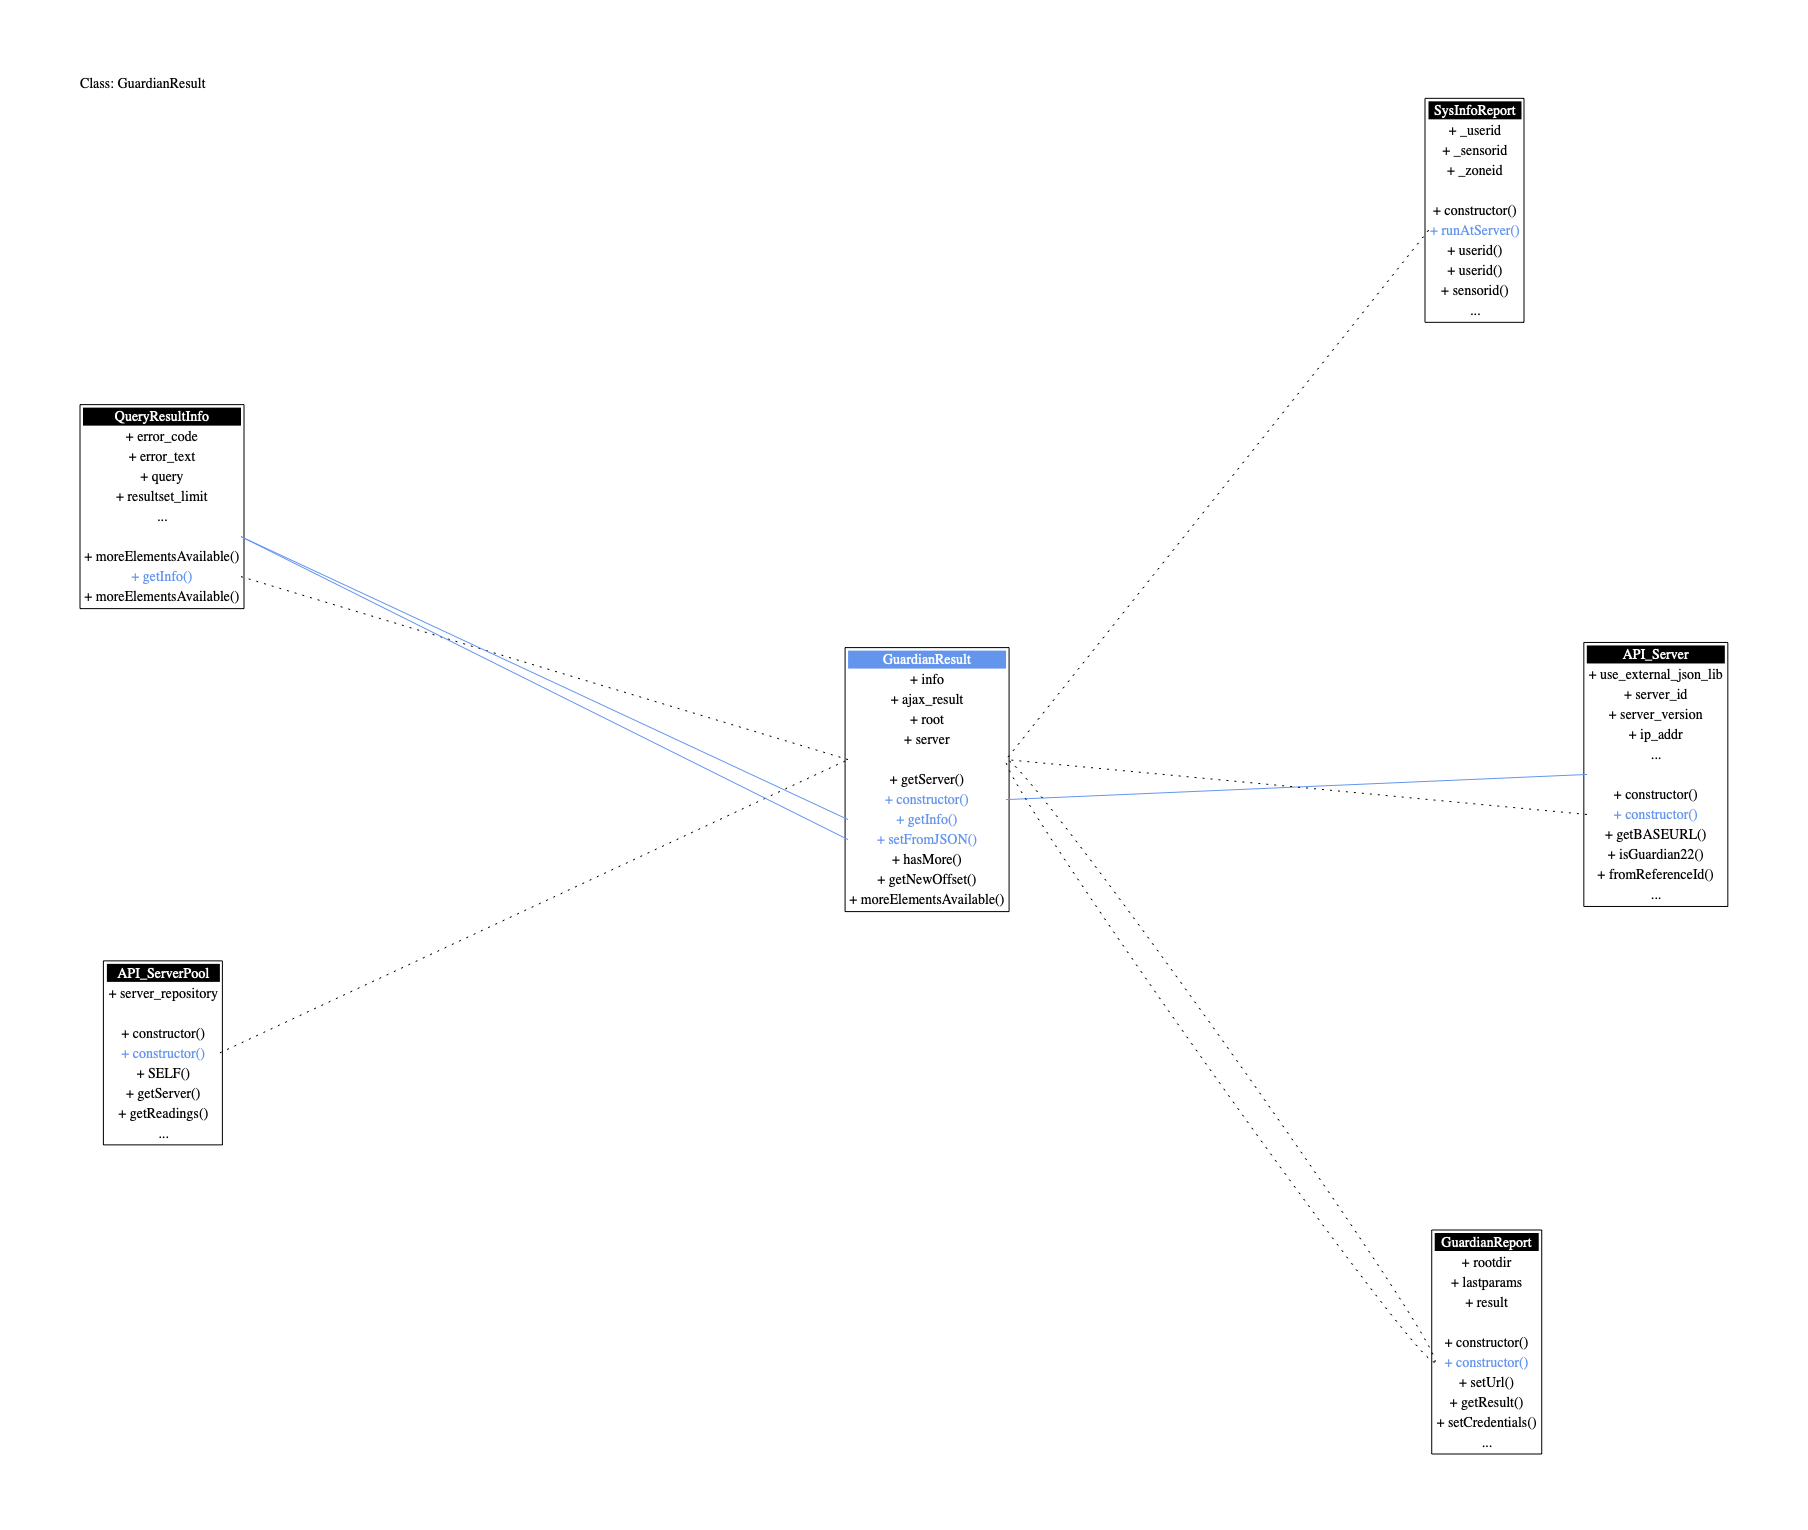 Class: GuardianResult
SysInfoReport
+ _userid
+ _sensorid
+ _zoneid
+ constructor()
+ runAtServer()
+ userid()
+ userid()
+ sensorid()
...
QueryResultInfo
+ error_code
+ error_text
+ query
+ resultset_limit
...
+ moreElementsAvailable()
+ getInfo()
+ moreElementsAvailable()
GuardianResult
+ info
+ ajax_result
+ root
+ server
+ getServer()
+ constructor()
+ getInfo()
+ setFromJSON()
+ hasMore()
+ getNewOffset()
+ moreElementsAvailable()
API_Server
+ use_external_json_lib
+ server_id
+ server_version
+ ip_addr
...
+ constructor()
+ constructor()
+ getBASEURL()
+ isGuardian22()
+ fromReferenceId()
...
API_ServerPool
+ server_repository
+ constructor()
+ constructor()
+ SELF()
+ getServer()
+ getReadings()
...
GuardianReport
+ rootdir
+ lastparams
+ result
+ constructor()
+ constructor()
+ setUrl()
+ getResult()
+ setCredentials()
...